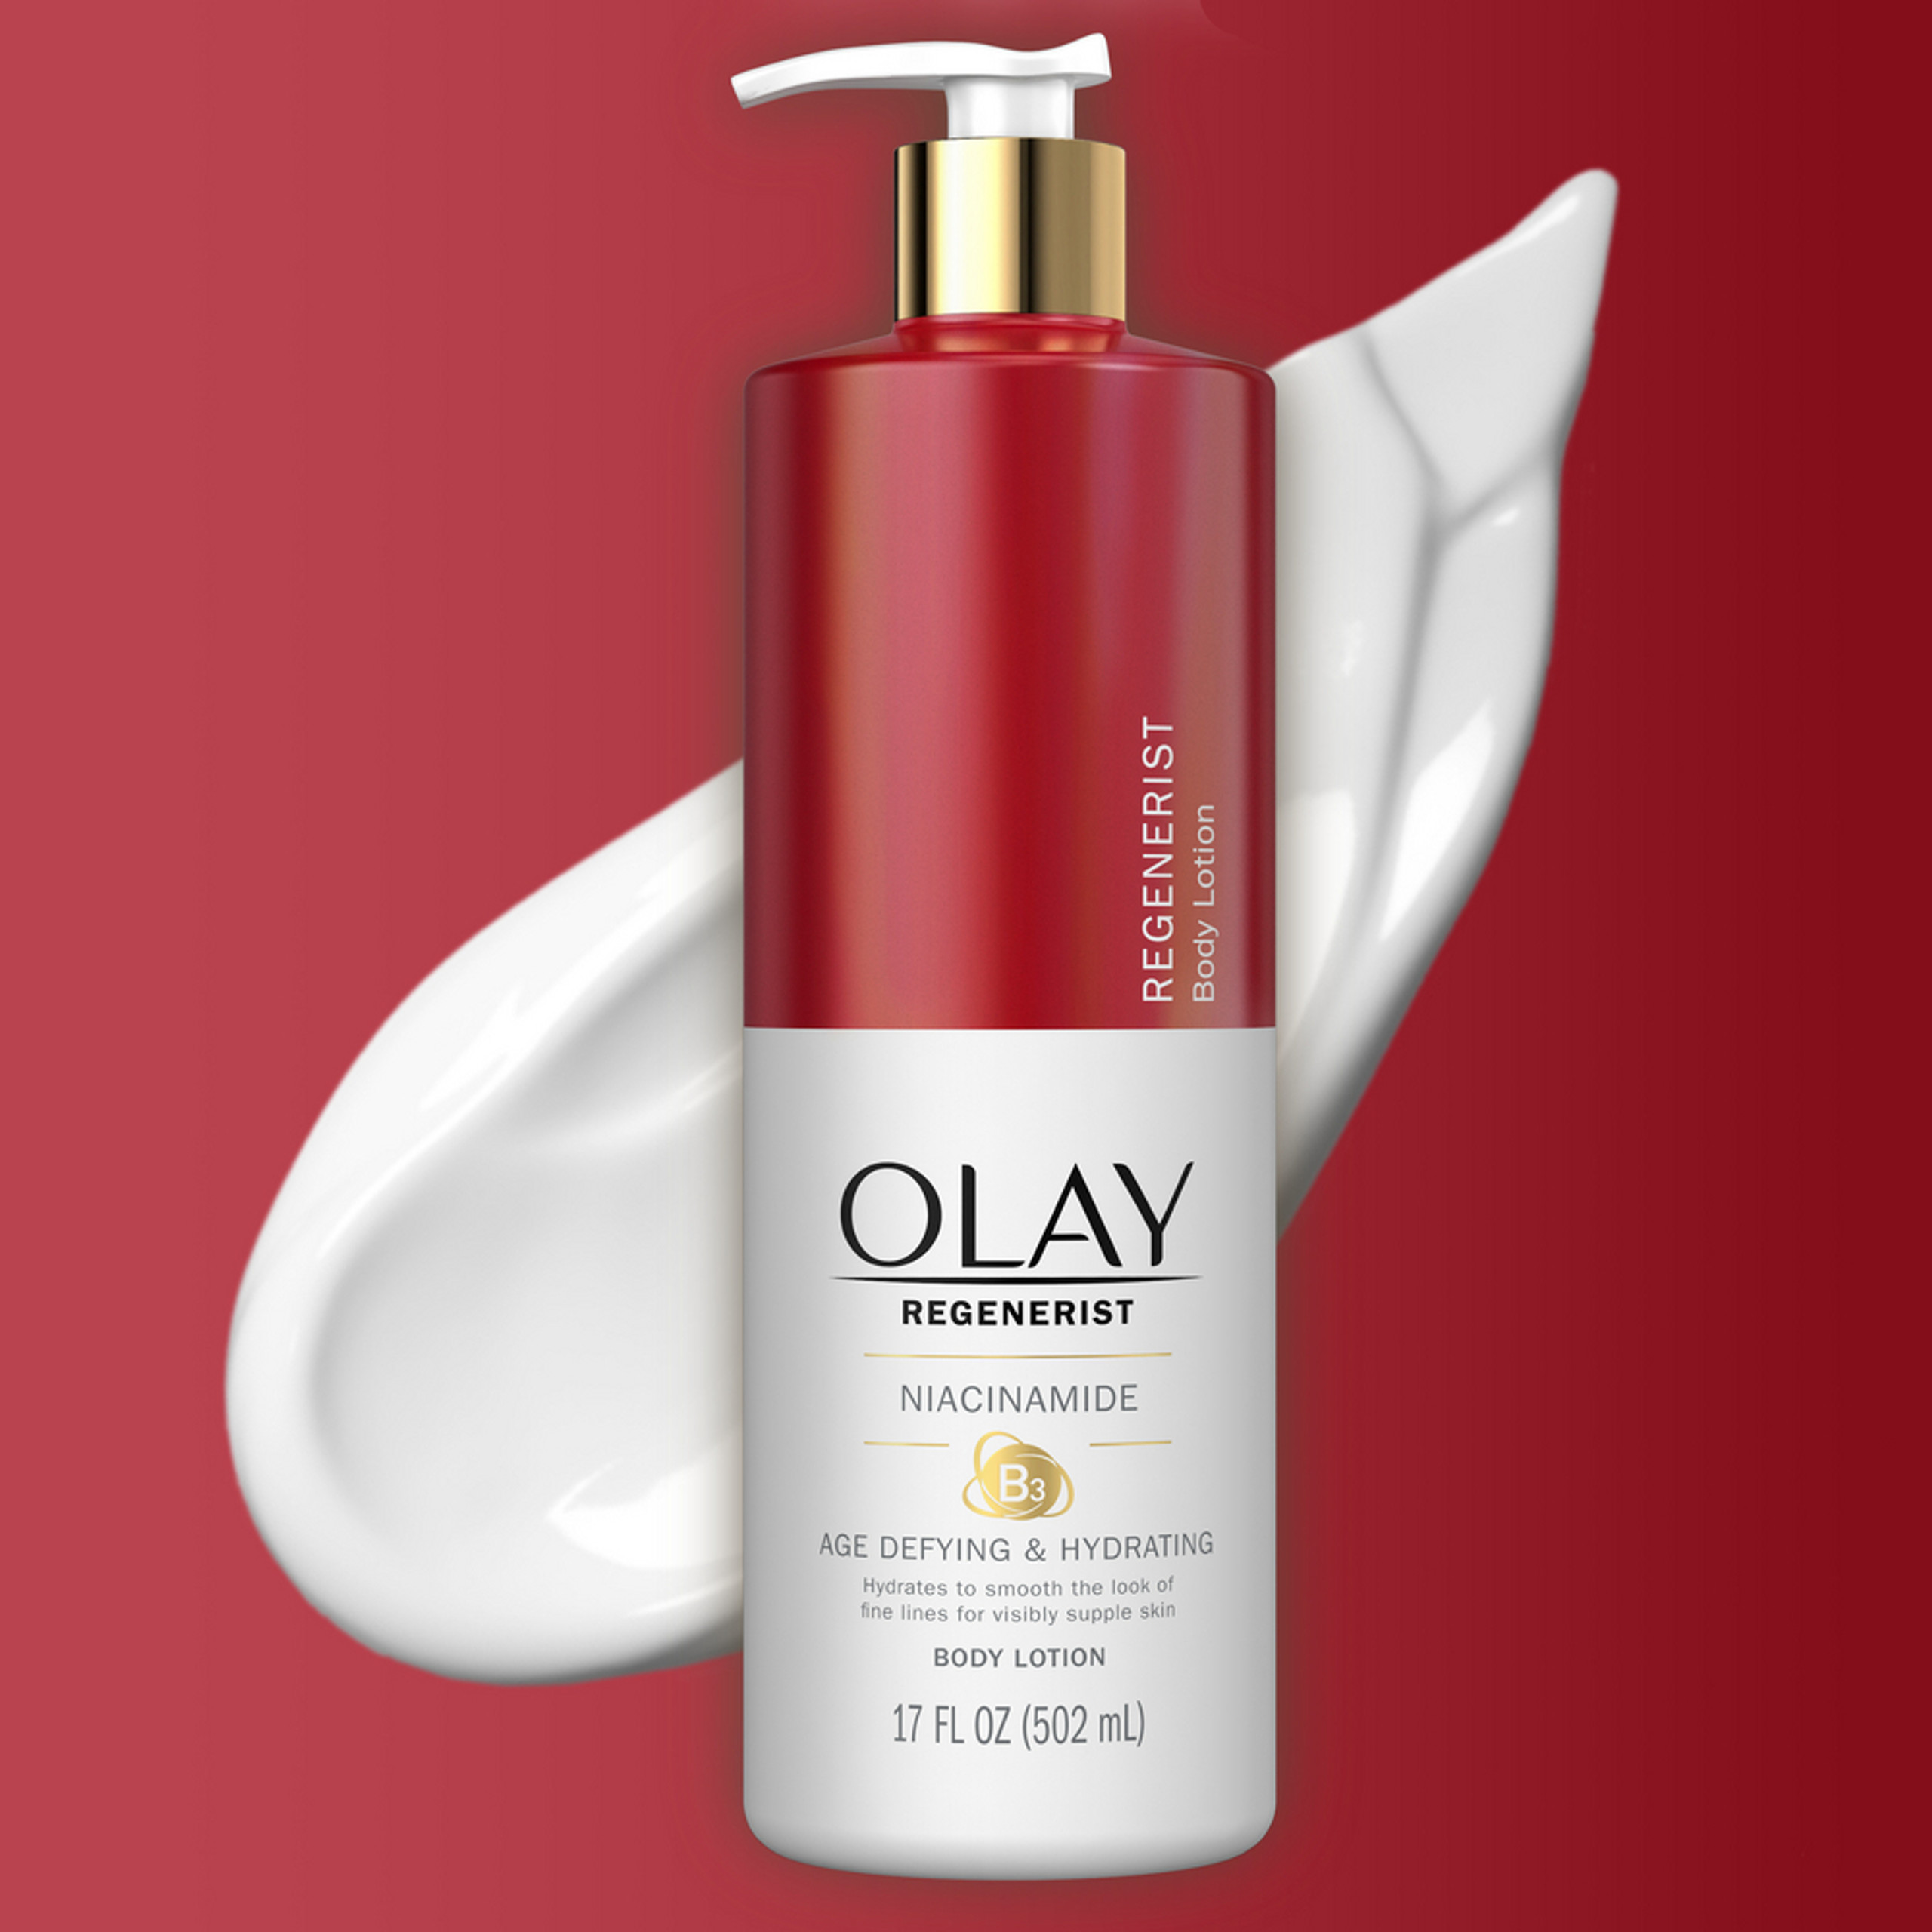 REGENERIST
Body Lotion
OLAY
REGENERIST
NIACINAMIDE
B3
AGE DEFYING & HYDRATING
Hydrates to smooth the look of
fine lines for visibly supple skin
BODY LOTION
17 FL OZ (502 mL)